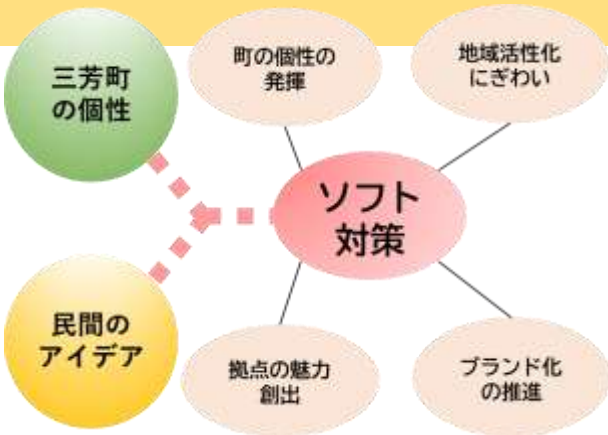 三芳町
の個性
町の個性の
発揮
地域活性化
にぎわい
ソフト
対策
民間の
アイデア
拠点の魅力
創出
ブランド化
の推進